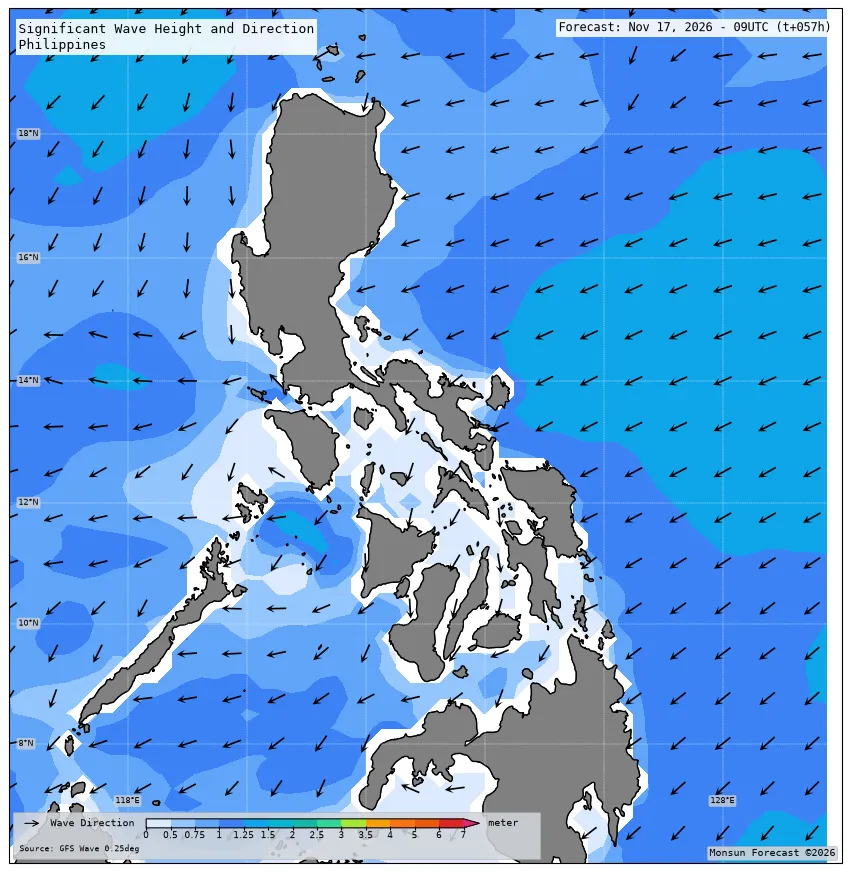 Significant Wave Height and Direction
Philippines
Forecast: Nov 17, 2026 - 09UTC (t+057h)
18°N
16°N
14°N
12°N
10°N
8°N
118°E
128°E
Wave Direction
0 0.5 0.75 1 1.25 1.5 2 2.5 3 3.5 4 5 6 7
meter
Source: GFS Wave 0.25deg
Monsun Forecast ©2026